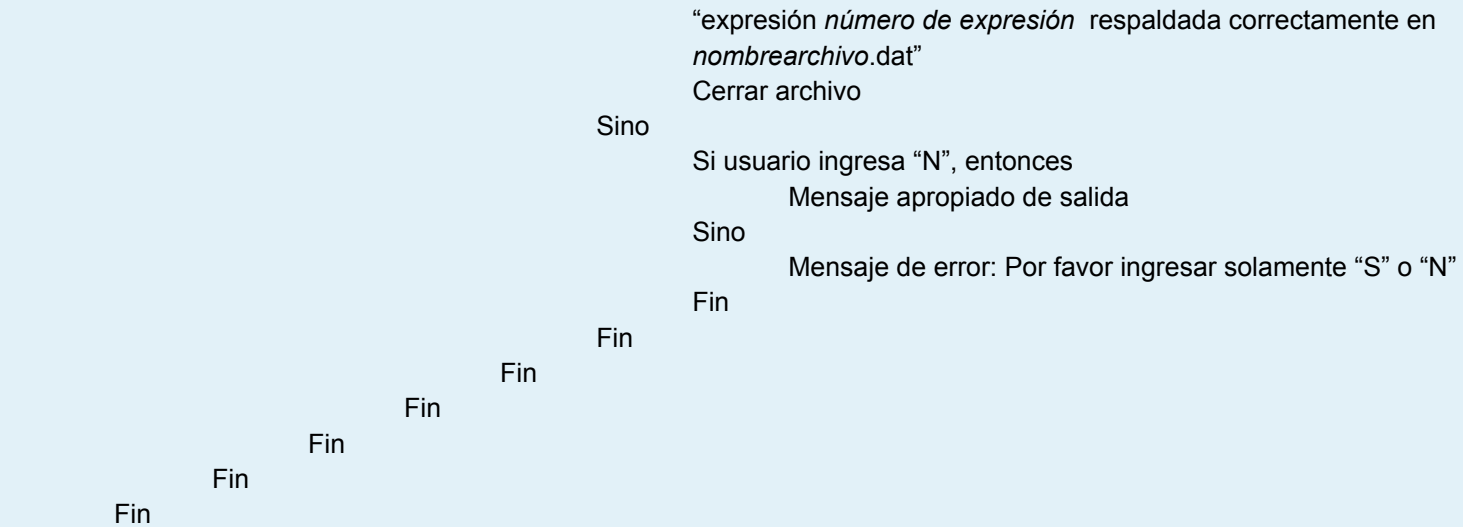 “expresión número de expresión  respaldada correctamente en
nombrearchivo.dat”
Cerrar archivo
Sino
Si usuario ingresa “N”, entonces
Mensaje apropiado de salida
Sino
Mensaje de error: Por favor ingresar solamente “S” o “N”
Fin
Fin
Fin
Fin
Fin
Fin
Fin